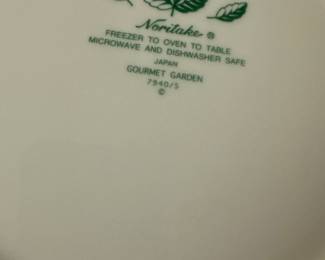 Noritake ®
FREEZER TO OVEN TO TABLE
MICROWAVE AND DISHWASHER SAFE
JAPAN
GOURMET GARDEN
7940/5
©